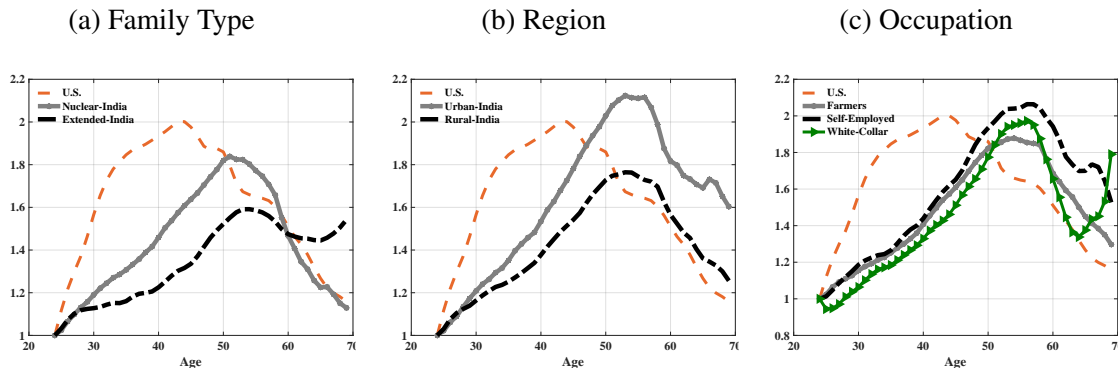 (a) Family Type
2.2
2
1.8
1.6
1.4
1.2
1
20
30
40
50
60
70
Age
U.S.
Nuclear-India
Extended-India
(b) Region
2.2
2
1.8
1.6
1.4
1.2
1
20
30
40
50
60
70
Age
U.S.
Urban-India
Rural-India
(c) Occupation
2.2
2
1.8
1.6
1.4
1.2
1
0.8
20
30
40
50
60
70
Age
U.S.
Farmers
Self-Employed
White-Collar